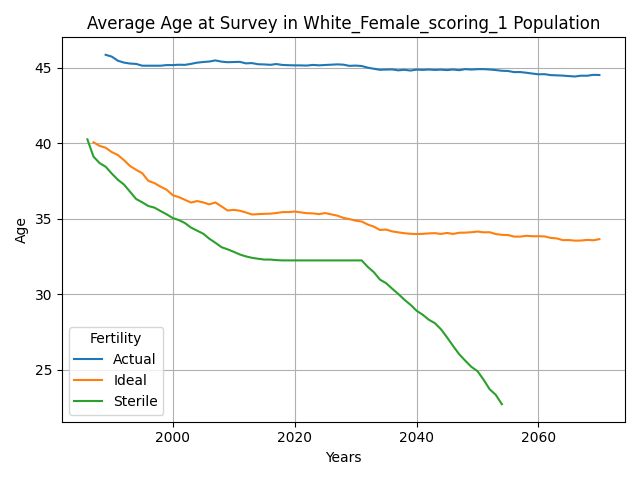 Average Age at Survey in White_Female_scoring_1 Population
45
40
35
30
25
Age
Fertility
Actual
Ideal
Sterile
2000 2020 2040 2060
Years